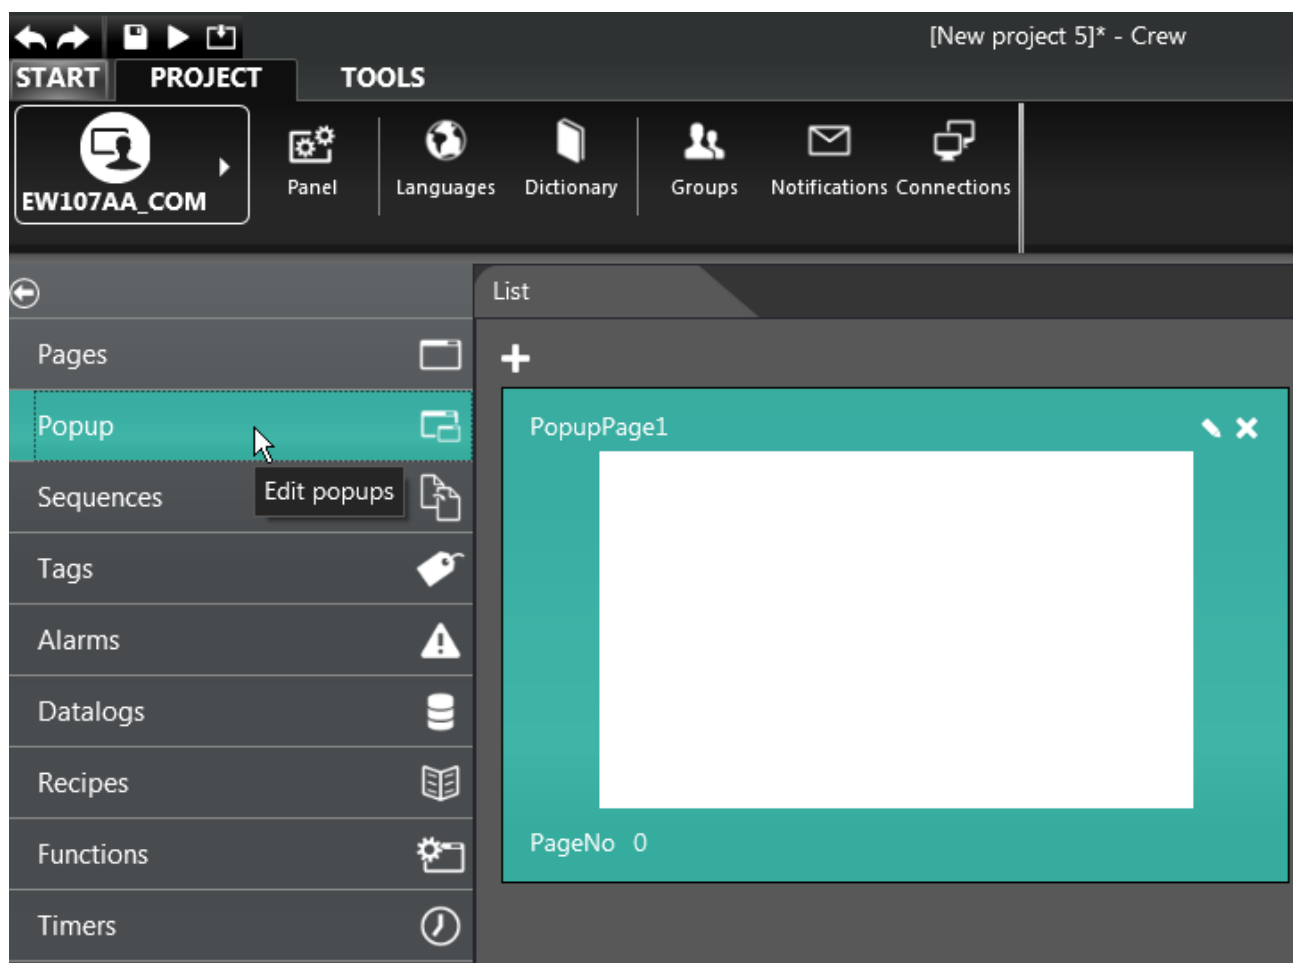 [New project 5]* - Crew
START PROJECT TOOLS
EW107AA_COM Panel Languages Dictionary Groups Notifications Connections
List
Pages
Popup
PopupPage1
Edit popups
Sequences
Tags
Alarms
Datalogs
Recipes
PageNo 0
Functions
Timers